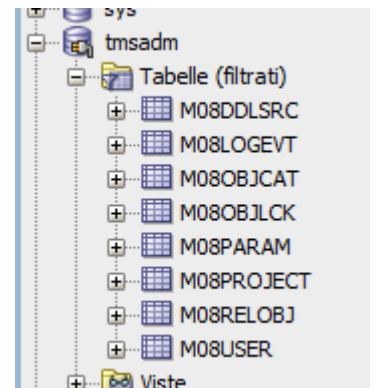 sys
tmsadm
Tabelle (filtrati)
M08DDLSRC
M08LOGEVT
M08OBJCAT
M08OBJLCK
M08PARAM
M08PROJECT
M08RELOBJ
M08USER
Viste